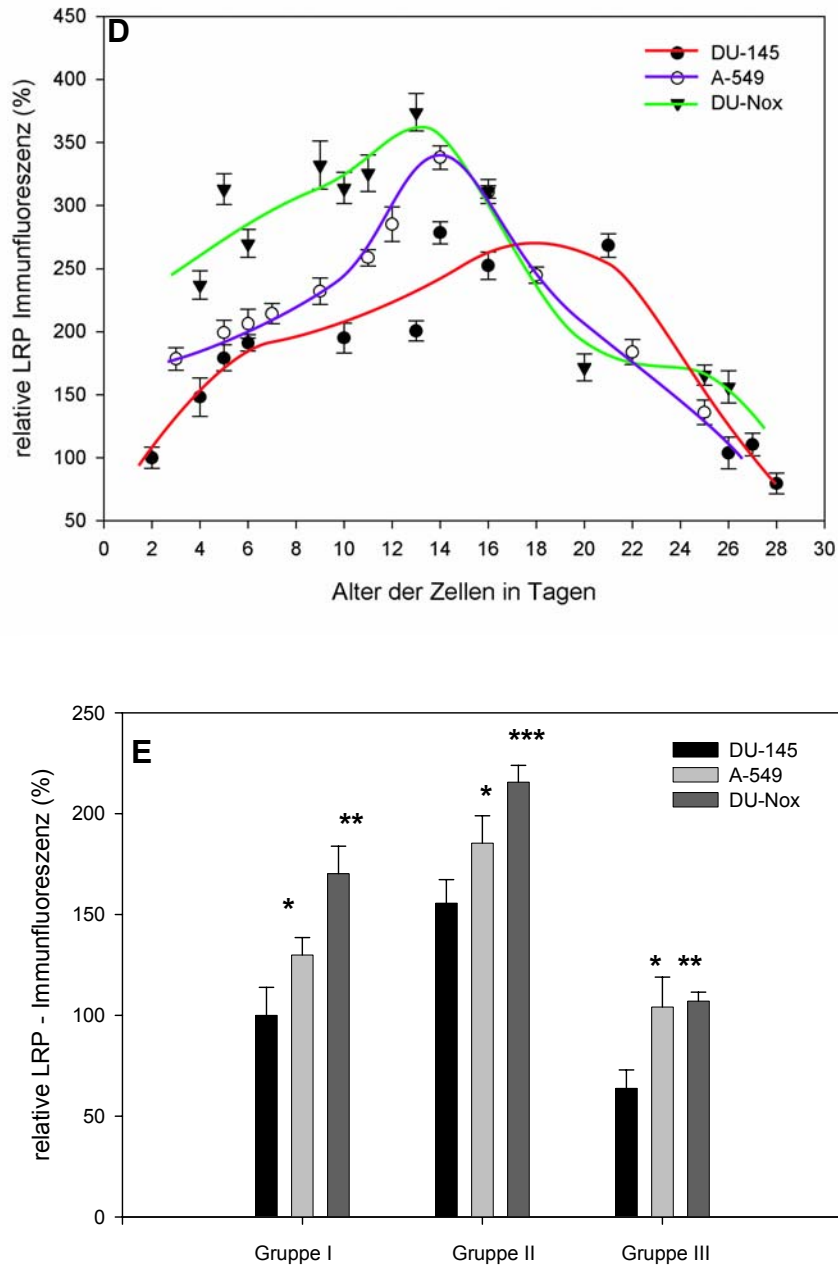 D
450
400
350
300
250
200
150
100
50
relative LRP Immunfluoreszenz (%)
DU-145
A-549
DU-Nox
0 2 4 6 8 10 12 14 16 18 20 22 24 26 28 30
Alter der Zellen in Tagen
E
250
200
150
100
50
0
relative LRP - Immunfluoreszenz (%)
DU-145
A-549
DU-Nox
* ** * *** * **
Gruppe I Gruppe II Gruppe III